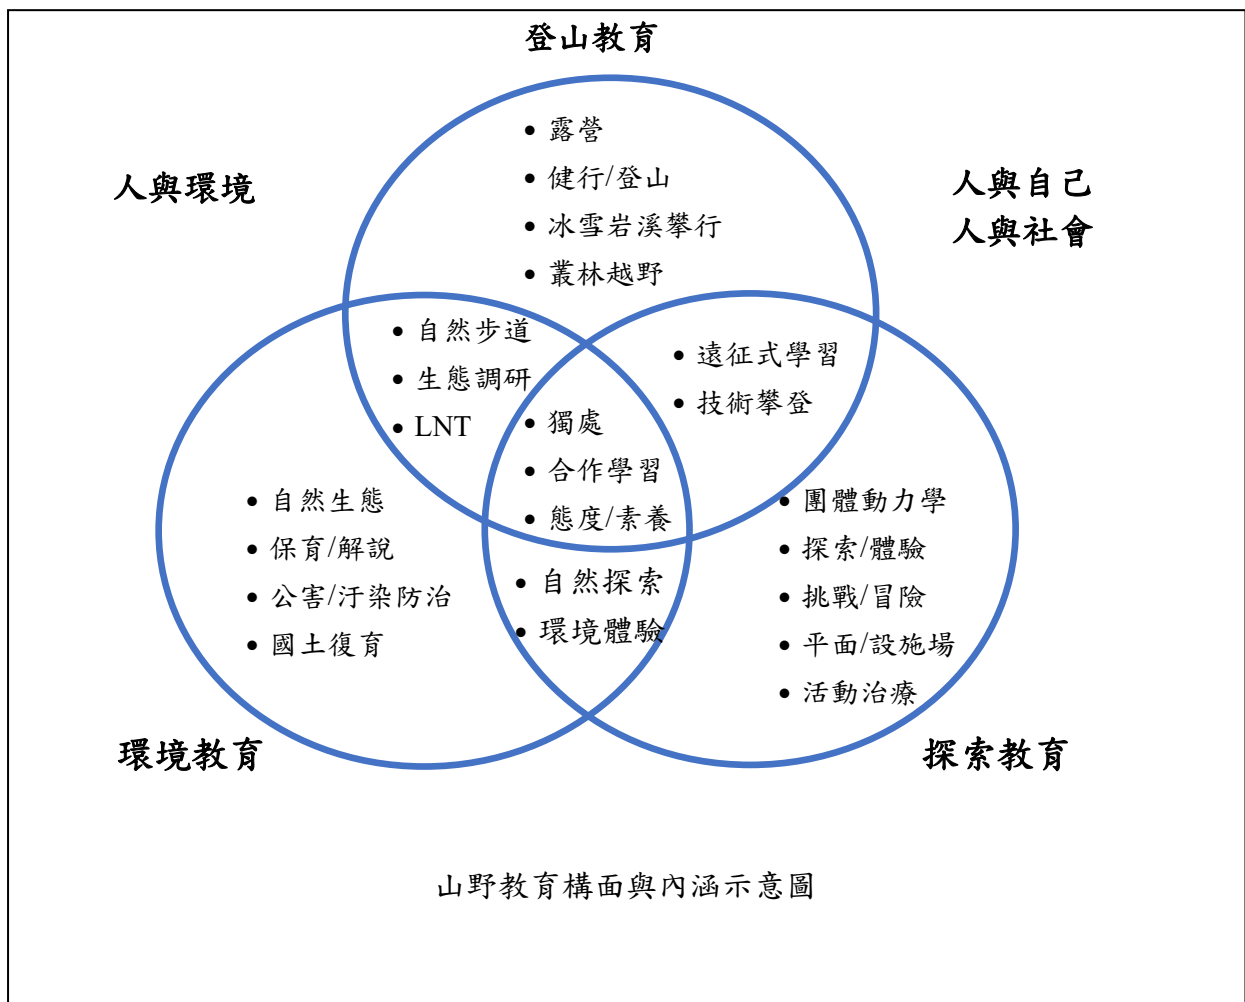 登山教育
• 露營
• 健行/登山
• 冰雪岩溪攀行
• 叢林越野
人與環境
人與自己
人與社會
• 自然步道
• 生態調研
• LNT
• 遠征式學習
• 技術攀登
• 獨處
• 合作學習
• 態度/素養
• 自然生態
• 保育/解說
• 公害/汙染防治
• 國土復育
• 自然探索
• 環境體驗
• 團體動力學
• 探索/體驗
• 挑戰/冒險
• 平面/設施場
• 活動治療
環境教育
探索教育
山野教育構面與內涵示意圖